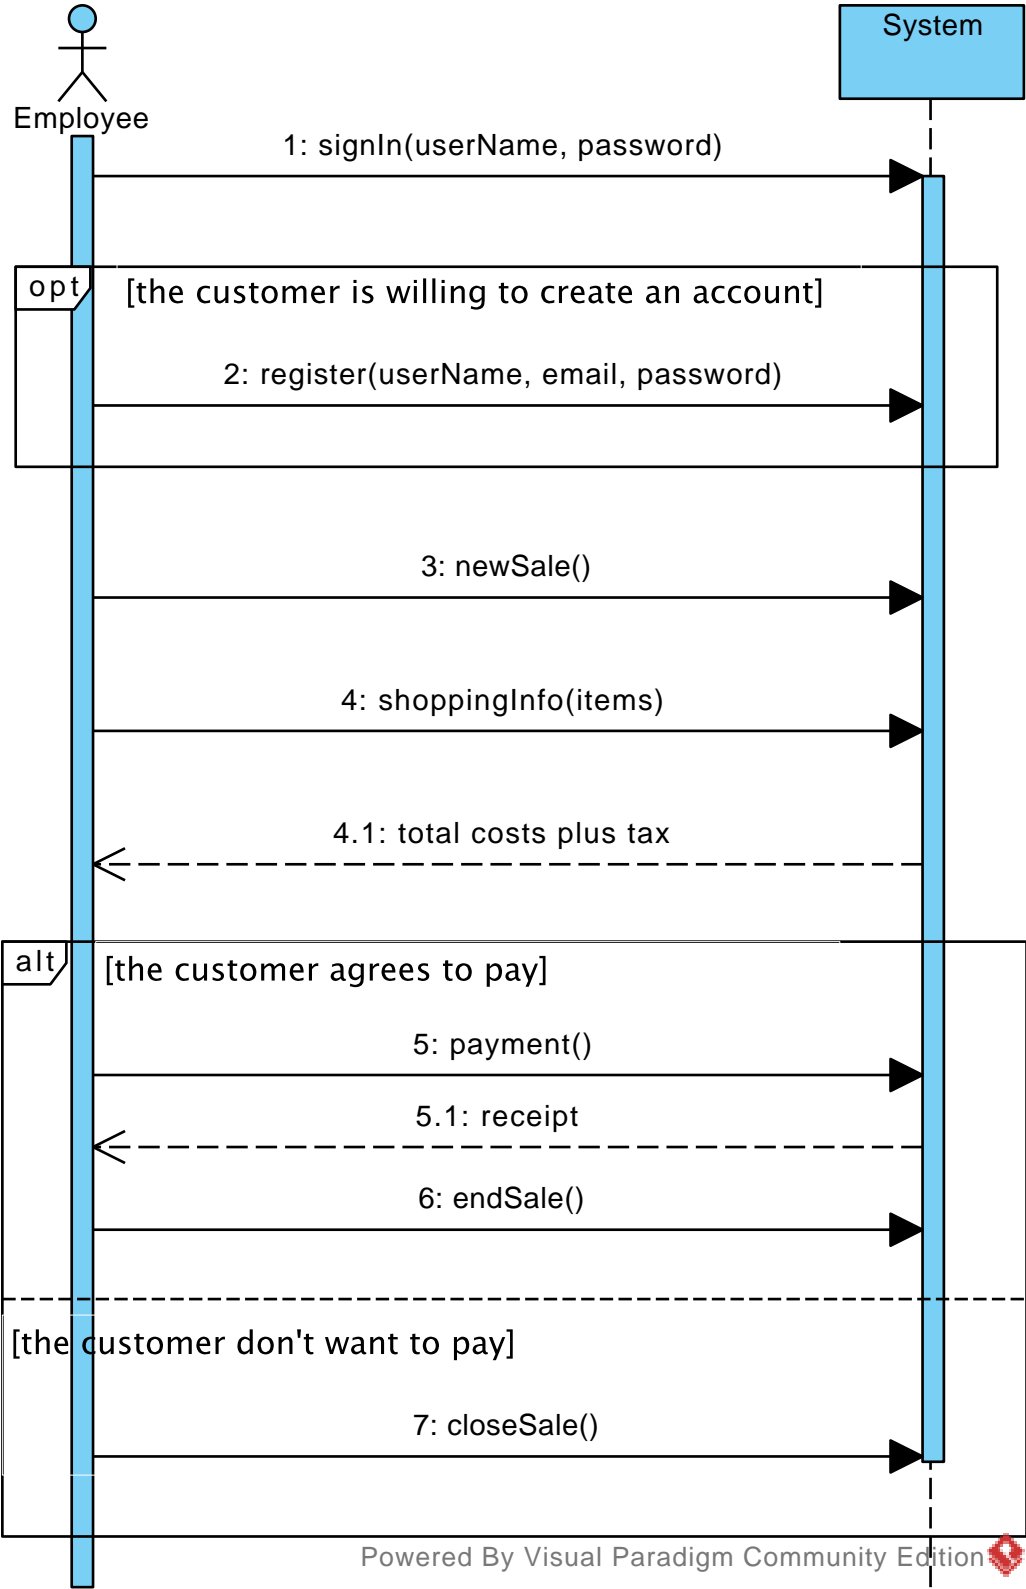 System
Employee
1: signIn(userName, password)
opt
[the customer is willing to create an account]
2: register(userName, email, password)
3: newSale()
4: shoppingInfo(items)
4.1: total costs plus tax
alt
[the customer agrees to pay]
5: payment()
5.1: receipt
6: endSale()
[the customer don't want to pay]
7: closeSale()
Powered By Visual Paradigm Community Edition